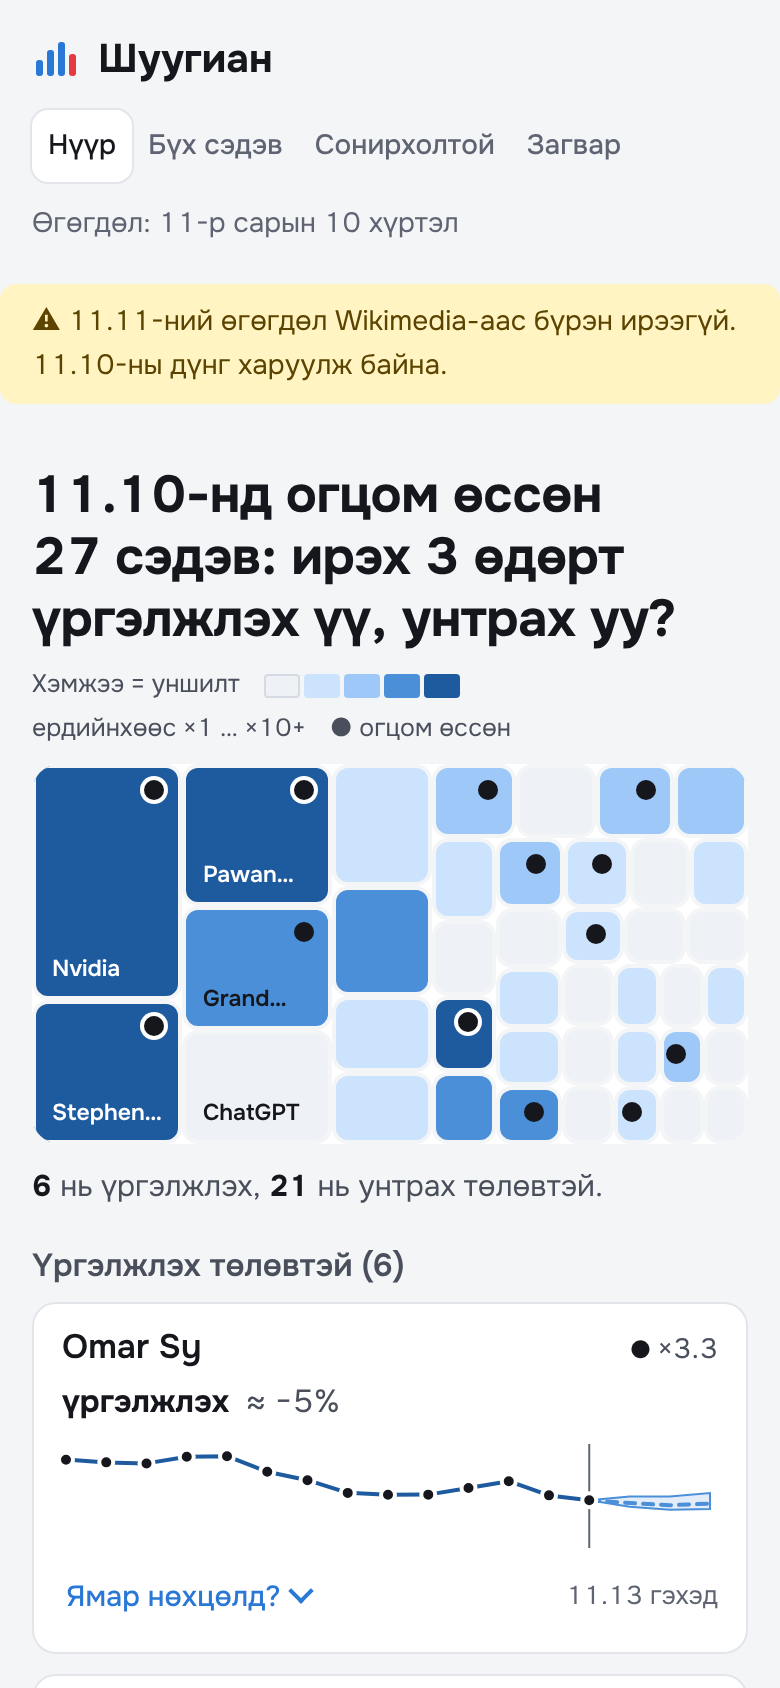 Шуугиан
Нүүр Бүх сэдэв Сонирхолтой Загвар
Өгөгдөл: 11-р сарын 10 хүртэл
⚠ 11.11-ний өгөгдөл Wikimedia-аас бүрэн ирээгүй.
11.10-ны дүнг харуулж байна.
11.10-нд огцом өссөн
27 сэдэв: ирэх 3 өдөрт
үргэлжлэх үү, унтрах уу?
Хэмжээ = уншилт
ердийнхөөс ×1 … ×10+ ● огцом өссөн
Pawan…
Nvidia
Grand…
Stephen…
ChatGPT
6 нь үргэлжлэх, 21 нь унтрах төлөвтэй.
Үргэлжлэх төлөвтэй (6)
Omar Sy ● ×3.3
үргэлжлэх ≈ −5%
Ямар нөхцөлд? 11.13 гэхэд